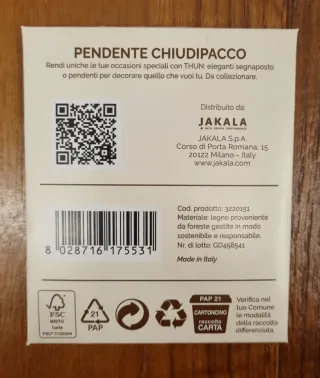 PENDENTE CHIUDIPACCO
Rendi uniche le tue occasioni speciali con THUN: eleganti segnaposto
o pendenti per decorare quello che vuoi tu. Da collezionare.
Distribuito da:
JAKALA
JAKALA S.p.A.
Corso di Porta Romana, 15
20122 Milano - Italy
www.jakala.com
8 028716 175531
Cod. prodotto: 3220151
Materiale: legno proveniente
da foreste gestite in modo
sostenibile e responsabile.
Nr. di lotto: GD458541
Made in Italy
FSC
MISTO
Carta
21
PAP
PAP 21
CARTONCINO
raccolta
CARTA
Verifica nel
tuo Comune
le modalità
della raccolta
differenziata